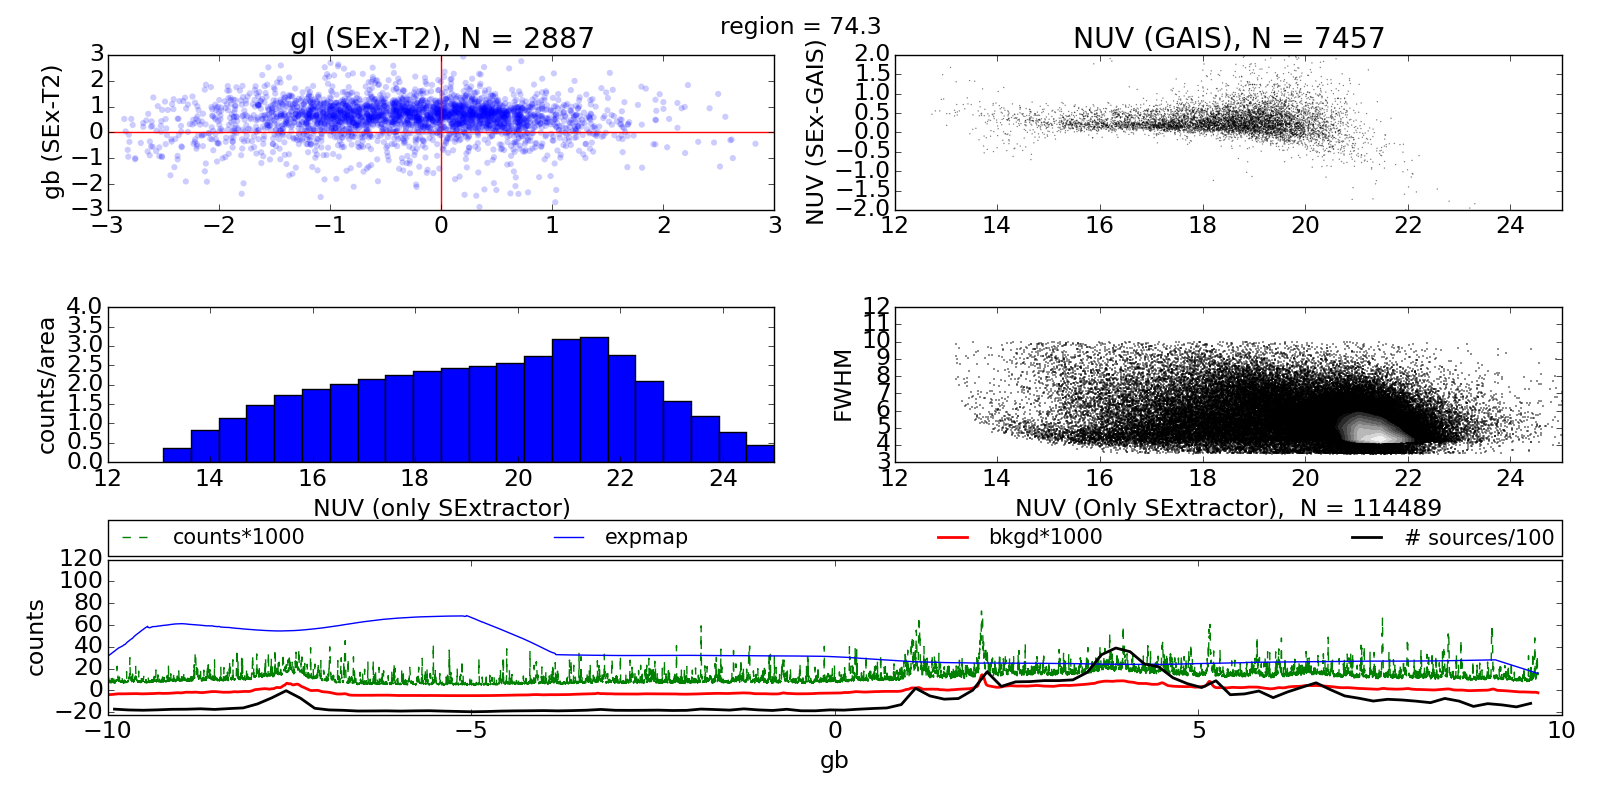 region = 74.3
gl (SEx-T2), N = 2887
gb (SEx-T2)
3
2
1
0
−1
−2
−3
−3 −2 −1 0 1 2 3
NUV (GAIS), N = 7457
NUV (SEx-GAIS)
2.0
1.5
1.0
0.5
0.0
−0.5
−1.0
−1.5
−2.0
12 14 16 18 20 22 24
counts/area
4.0
3.5
3.0
2.5
2.0
1.5
1.0
0.5
0.0
12 14 16 18 20 22 24
NUV (only SExtractor)
FWHM
12
11
10
9
8
7
6
5
4
3
12 14 16 18 20 22 24
NUV (Only SExtractor), N = 114489
counts*1000 expmap bkgd*1000 # sources/100
counts
120
100
80
60
40
20
0
−20
−10 −5 0 5 10
gb